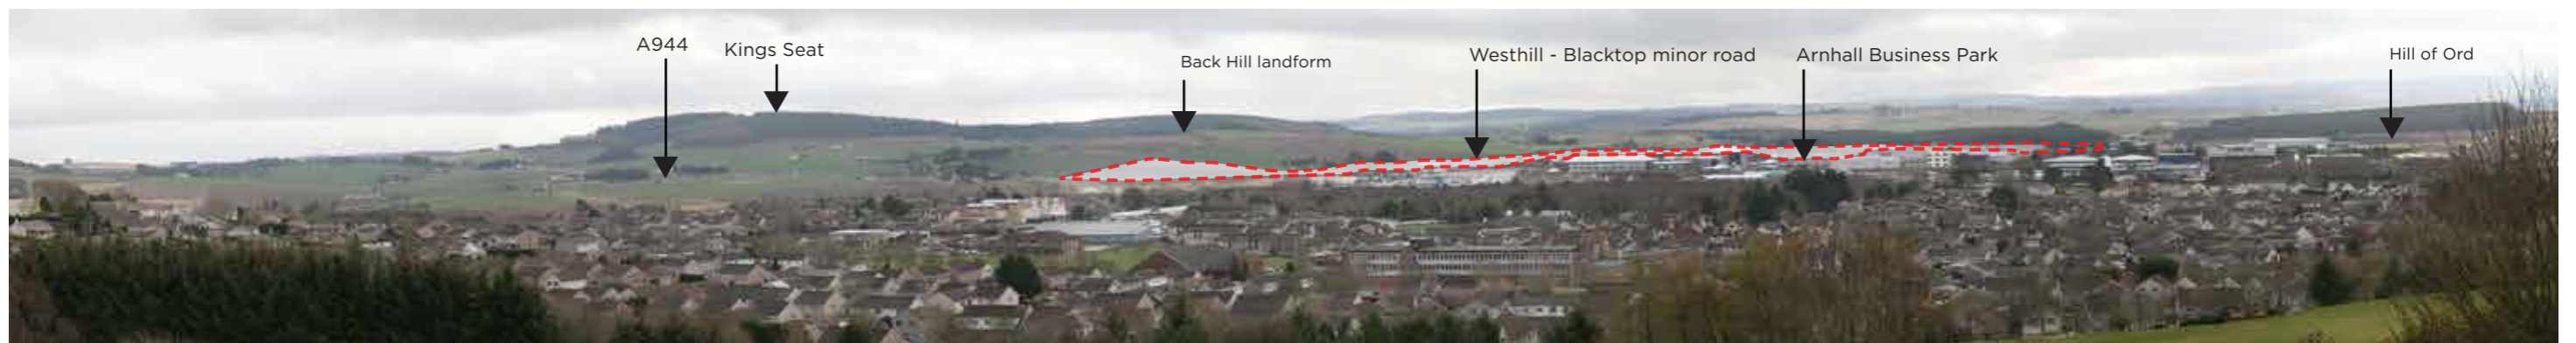 A944
Kings Seat
Back Hill landform
Westhill - Blacktop minor road
Arnhall Business Park
Hill of Ord